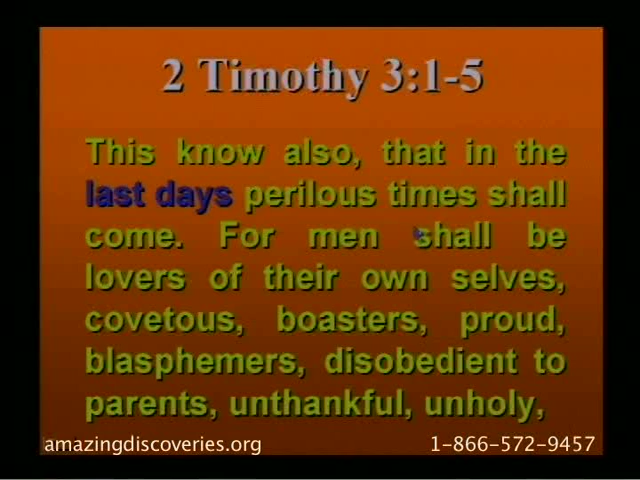 2 Timothy 3:1-5
This know also, that in the
last days perilous times shall
come. For men shall be
lovers of their own selves,
covetous, boasters, proud,
blasphemers, disobedient to
parents, unthankful, unholy,
amazingdiscoveries.org 1-866-572-9457